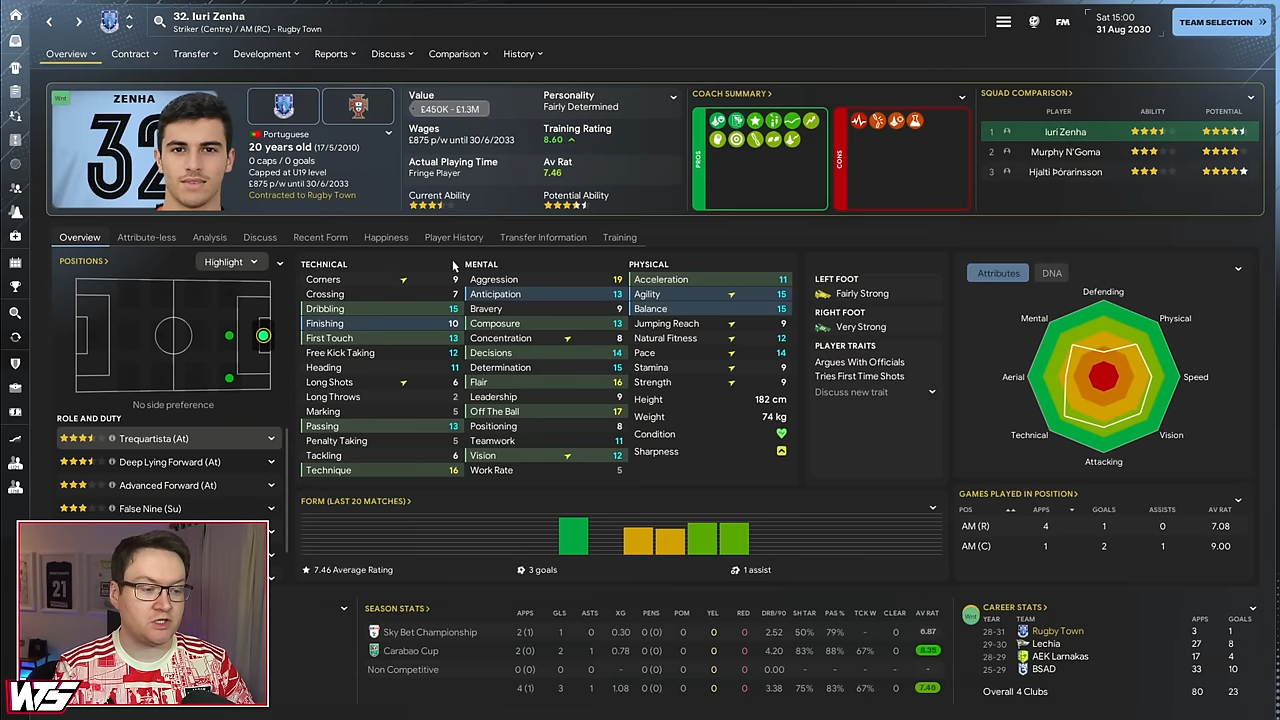 32. Iuri Zenha
Striker (Centre) / AM (RC) - Rugby Town
FM
Sat 15:00
31 Aug 2030
TEAM SELECTION
Overview
Contract
Transfer
Development
Reports
Discuss
Comparison
History
Wnt
ZENHA
32
Portuguese
20 years old (17/5/2010)
0 caps / 0 goals
Capped at U19 level
£875 p/w until 30/6/2033
Contracted to Rugby Town
Value
£450K - £1.3M
Wages
£875 p/w until 30/6/2033
Actual Playing Time
Fringe Player
Current Ability
Personality
Fairly Determined
Training Rating
8.60
Av Rat
7.46
Potential Ability
COACH SUMMARY >
PROS
CONS
SQUAD COMPARISON >
PLAYER ABILITY POTENTIAL
1 Iuri Zenha
2 Murphy N'Goma
3 Hjalti Þorarinsson
Overview
Attribute-less
Analysis
Discuss
Recent Form
Happiness
Player History
Transfer Information
Training
POSITIONS >
Highlight
No side preference
ROLE AND DUTY
Trequartista (At)
Deep Lying Forward (At)
Advanced Forward (At)
False Nine (Su)
TECHNICAL
Corners 9
Crossing 7
Dribbling 15
Finishing 10
First Touch 13
Free Kick Taking 12
Heading 11
Long Shots 6
Long Throws 2
Marking 5
Passing 13
Penalty Taking 5
Tackling 6
Technique 16
MENTAL
Aggression 19
Anticipation 13
Bravery 9
Composure 13
Concentration 8
Decisions 14
Determination 15
Flair 16
Leadership 9
Off The Ball 17
Positioning 8
Teamwork 11
Vision 12
Work Rate 5
PHYSICAL
Acceleration 11
Agility 15
Balance 15
Jumping Reach 9
Natural Fitness 12
Pace 14
Stamina 9
Strength 9
Height 182 cm
Weight 74 kg
Condition
Sharpness
LEFT FOOT
Fairly Strong
RIGHT FOOT
Very Strong
PLAYER TRAITS
Argues With Officials
Tries First Time Shots
Discuss new trait
Attributes
DNA
Defending
Physical
Speed
Vision
Attacking
Technical
Aerial
Mental
FORM (LAST 20 MATCHES) >
7.46 Average Rating
3 goals
1 assist
GAMES PLAYED IN POSITION >
POS APPS GOALS ASSISTS AV RAT
AM (R) 4 1 0 7.08
AM (C) 1 2 1 9.00
SEASON STATS >
APPS GLS ASTS XG PENS POM YEL RED DRB/90 SH TAR PAS % TCK W CLEAR AV RAT
Sky Bet Championship 2 (1) 1 0 0.30 0 (0) 0 0 0 2.52 50% 79% - 0 6.87
Carabao Cup 2 (0) 2 1 0.78 0 (0) 0 0 0 4.20 83% 88% 67% 0 8.35
Non Competitive 0 (0) 0 0 - 0 (0) 0 0 0 0.00 - - - 0 -
4 (1) 3 1 1.08 0 (0) 0 0 0 3.38 75% 83% 67% 0 7.46
Wnt
CAREER STATS >
YEAR TEAM APPS GLS
28-31 Rugby Town 3 1
29-30 Lechia 27 8
28-29 AEK Larnakas 17 4
25-29 BSAD 33 10
Overall 4 Clubs 80 23
21
WTS